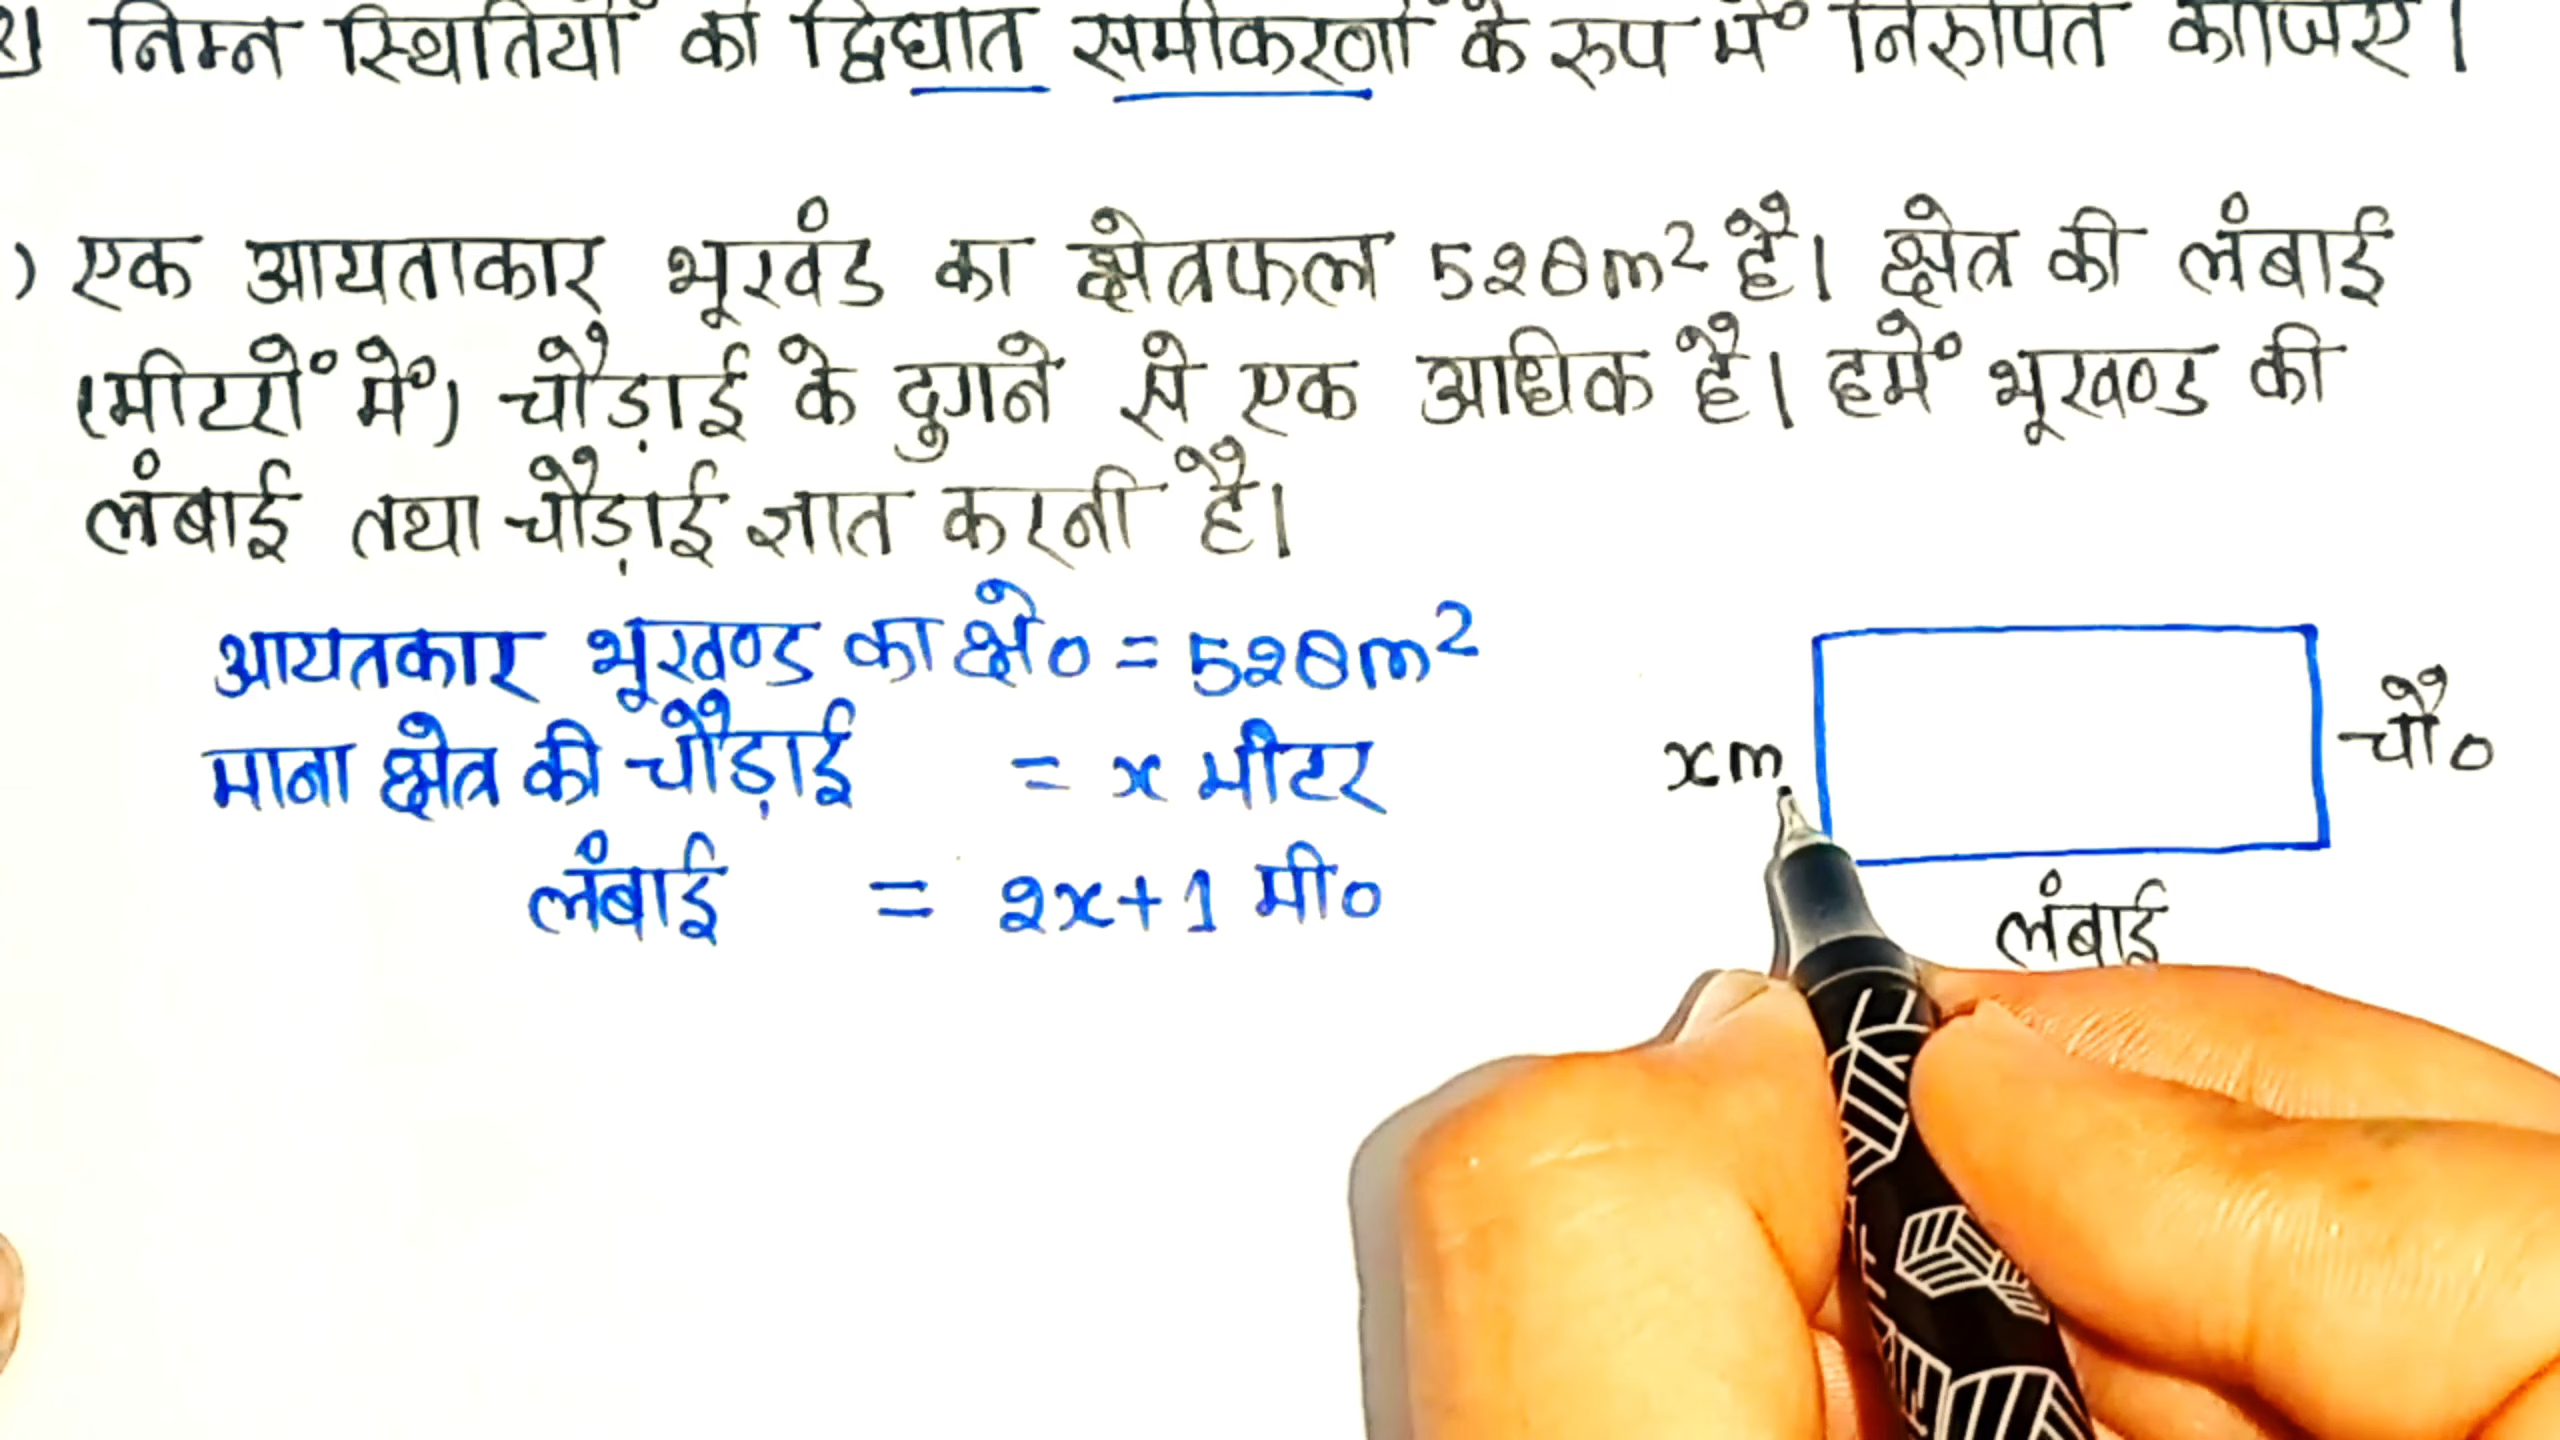 निम्न स्थितियों को द्विघात समीकरणों के रूप में निरूपित कीजिए।
) एक आयताकार भूखंड का क्षेत्रफल 528m² है। क्षेत्र की लंबाई
(मीटरों में) चौड़ाई के दुगने से एक अधिक है। हमें भूखण्ड की
लंबाई तथा चौड़ाई ज्ञात करनी है।
आयतकार भूखण्ड का क्षे० = 528m²
माना क्षेत्र की चौड़ाई = x मीटर
लंबाई = 2x+1 मी०
xm
चौ०
लंबाई